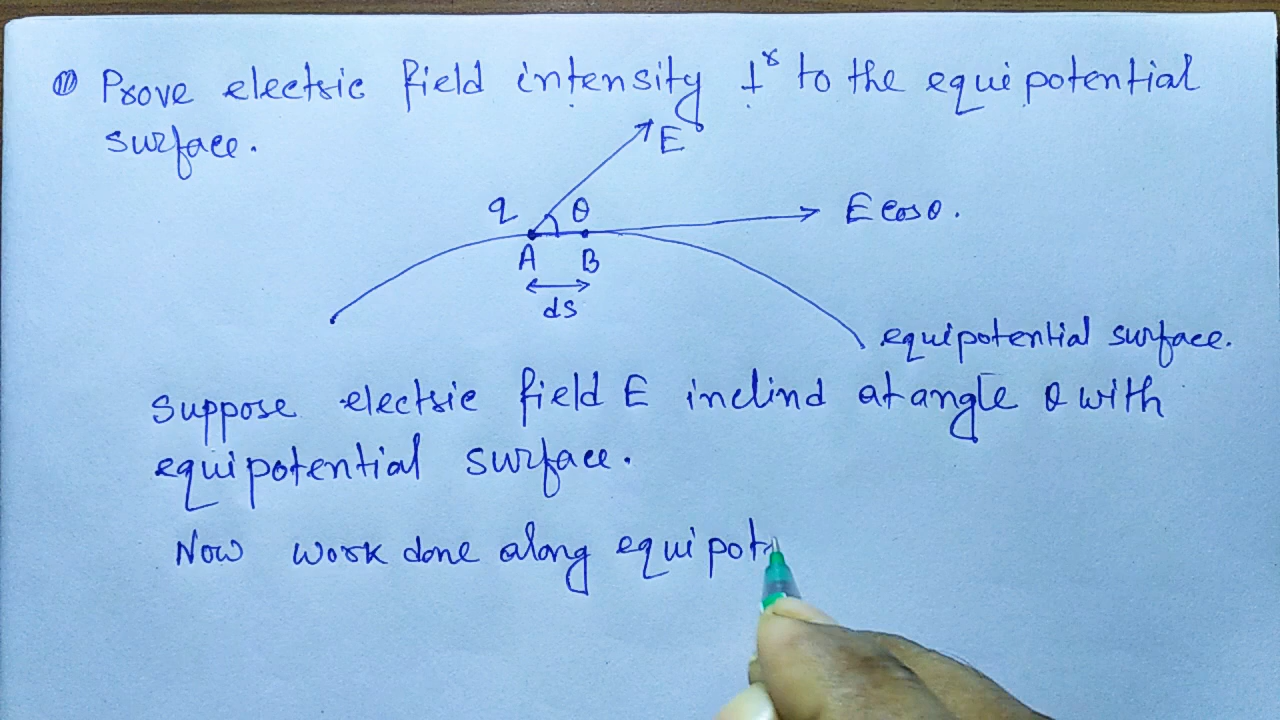 ⑪ Prove electric field intensity ⊥ʳ to the equipotential
surface.
E
q θ E cosθ.
A B
ds
equipotential surface.
Suppose electric field E inclind at angle θ with
equipotential surface.
Now work done along equipot